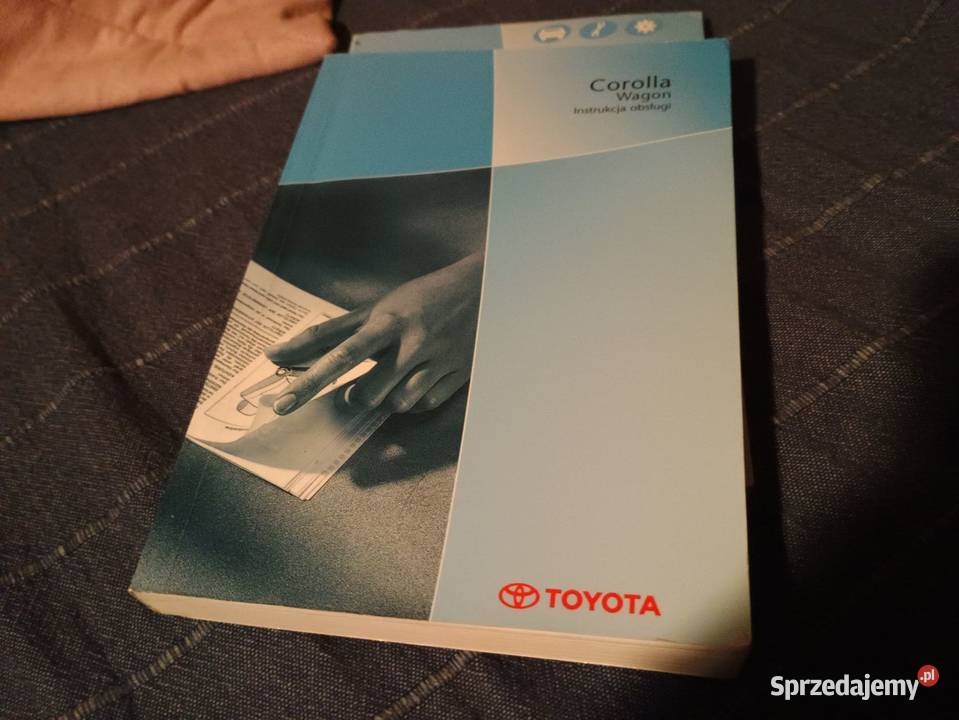 Corolla
Wagon
Instrukcja obsługi
TOYOTA
Sprzedajemy.pl